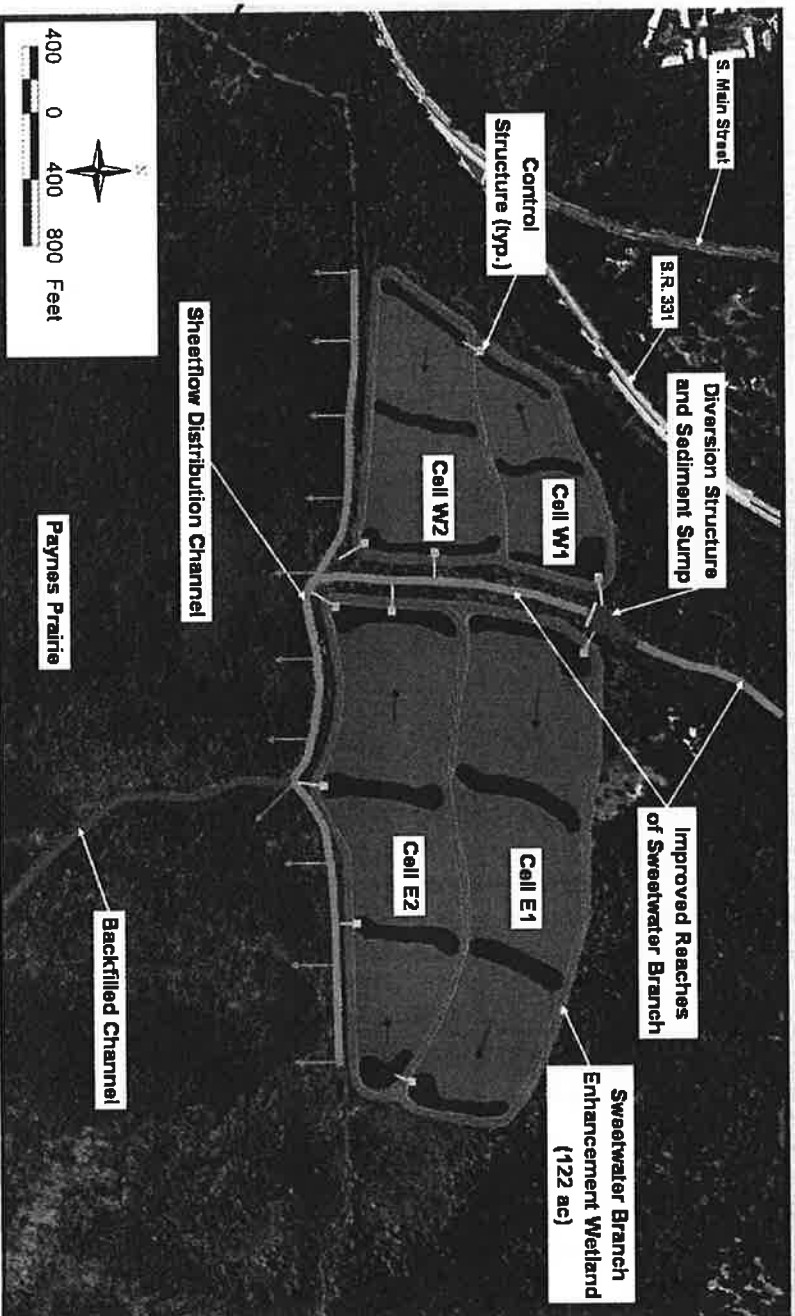 S. Main Street
S.R. 331
Diversion Structure
and Sediment Sump
Improved Reaches
of Sweetwater Branch
Sweetwater Branch
Enhancement Wetland
(122 ac)
Control
Structure (typ.)
Cell W1
Cell W2
Cell E1
Cell E2
Sheetflow Distribution Channel
Paynes Prairie
Backfilled Channel
400 0 400 800 Feet